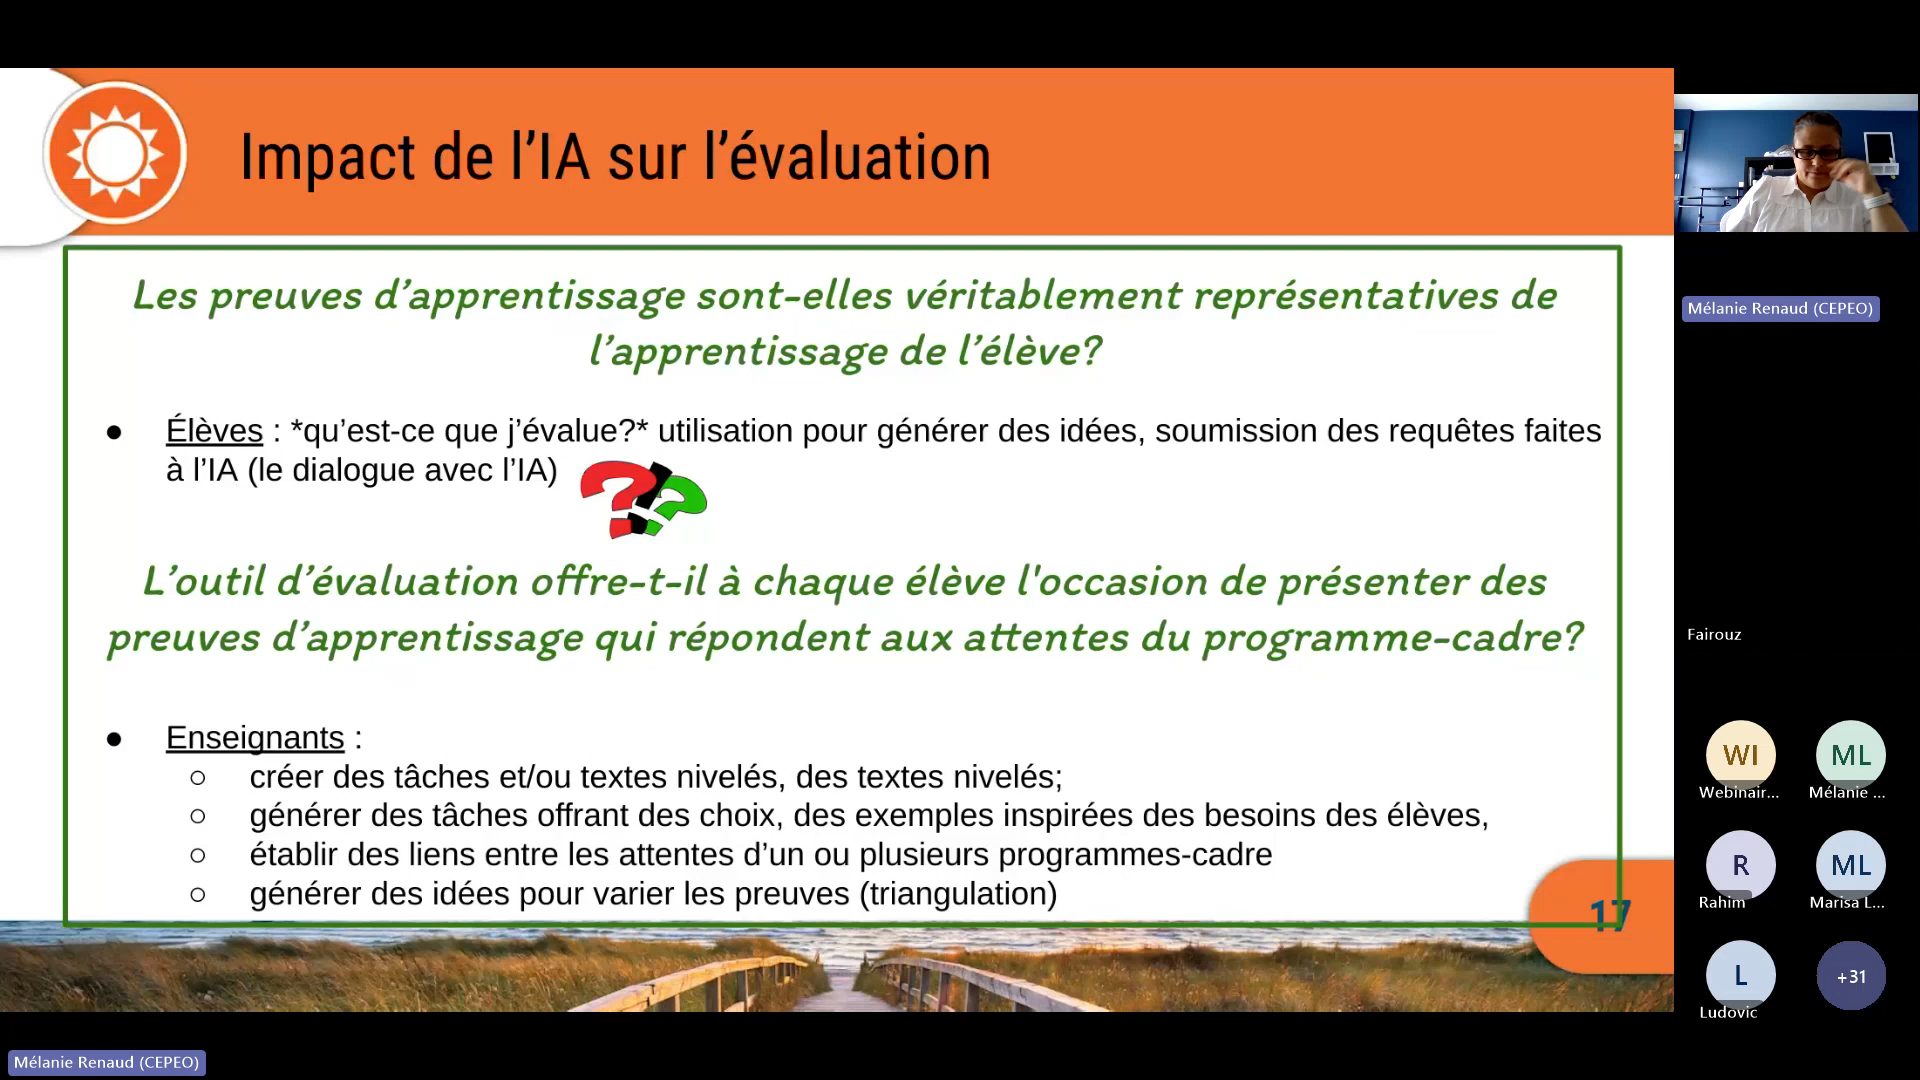 Impact de l’IA sur l’évaluation
Les preuves d’apprentissage sont-elles véritablement représentatives de
l’apprentissage de l’élève?
● Élèves : *qu’est-ce que j’évalue?* utilisation pour générer des idées, soumission des requêtes faites
à l’IA (le dialogue avec l’IA)
L’outil d’évaluation offre-t-il à chaque élève l'occasion de présenter des
preuves d’apprentissage qui répondent aux attentes du programme-cadre?
● Enseignants :
○ créer des tâches et/ou textes nivelés, des textes nivelés;
○ générer des tâches offrant des choix, des exemples inspirées des besoins des élèves,
○ établir des liens entre les attentes d’un ou plusieurs programmes-cadre
○ générer des idées pour varier les preuves (triangulation)
17
Mélanie Renaud (CEPEO)
Fairouz
WI
Webinair...
ML
Mélanie ...
R
Rahim
ML
Marisa L...
L
Ludovic
+31
Mélanie Renaud (CEPEO)